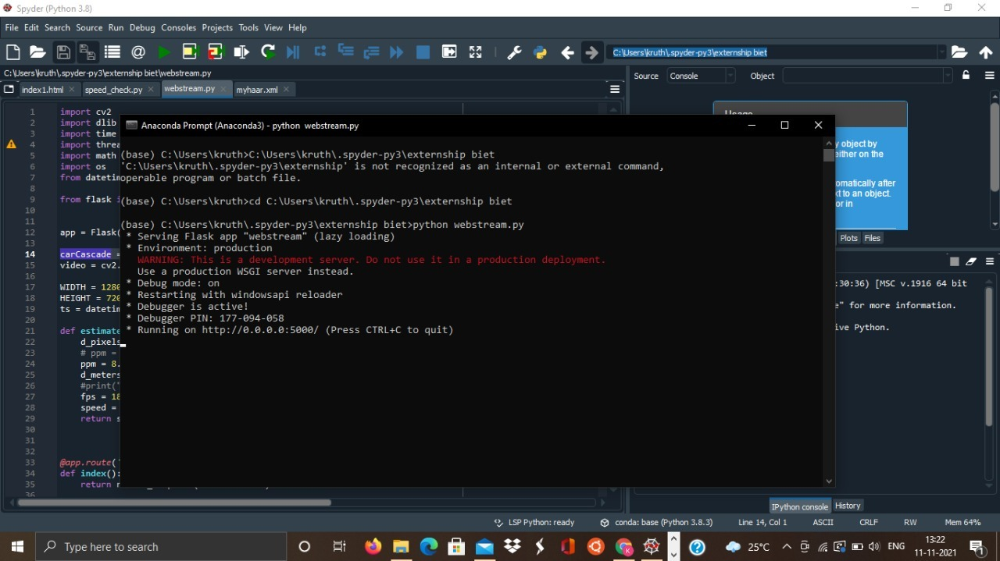 Spyder (Python 3.8)
File Edit Search Source Run Debug Consoles Projects Tools View Help
C:\Users\kruth\.spyder-py3\externship biet
C:\Users\kruth\.spyder-py3\externship biet\webstream.py
index1.html speed_check.py webstream.py myhaar.xml
Source Console Object
Usage
1 import cv2
2 import dlib
3 import time
4 import threa
5 import math
6 import os
7 from datetim
8
9 from flask i
10
11
12 app = Flask(
13
14 carCascade =
15 video = cv2.
16
17 WIDTH = 1280
18 HEIGHT = 720
19 ts = datetim
20
21 def estimate
22 d_pixels
23 # ppm =
24 ppm = 8.
25 d_meters
26 #print("
27 fps = 18
28 speed =
29 return s
30
31
32
33 @app.route('
34 def index():
35 return r
36
Anaconda Prompt (Anaconda3) - python  webstream.py
(base) C:\Users\kruth>C:\Users\kruth\.spyder-py3\externship biet
'C:\Users\kruth\.spyder-py3\externship' is not recognized as an internal or external command,
operable program or batch file.
(base) C:\Users\kruth>cd C:\Users\kruth\.spyder-py3\externship biet
(base) C:\Users\kruth\.spyder-py3\externship biet>python webstream.py
* Serving Flask app "webstream" (lazy loading)
* Environment: production
WARNING: This is a development server. Do not use it in a production deployment.
Use a production WSGI server instead.
* Debug mode: on
* Restarting with windowsapi reloader
* Debugger is active!
* Debugger PIN: 177-094-058
* Running on http://0.0.0.0:5000/ (Press CTRL+C to quit)
y object by
either on the
omatically after
xt to an object.
or in
Plots Files
:30:36) [MSC v.1916 64 bit
e" for more information.
ive Python.
IPython console History
LSP Python: ready conda: base (Python 3.8.3) Line 14, Col 1 ASCII CRLF RW Mem 64%
Type here to search
K
25°C ENG
13:22
11-11-2021
1